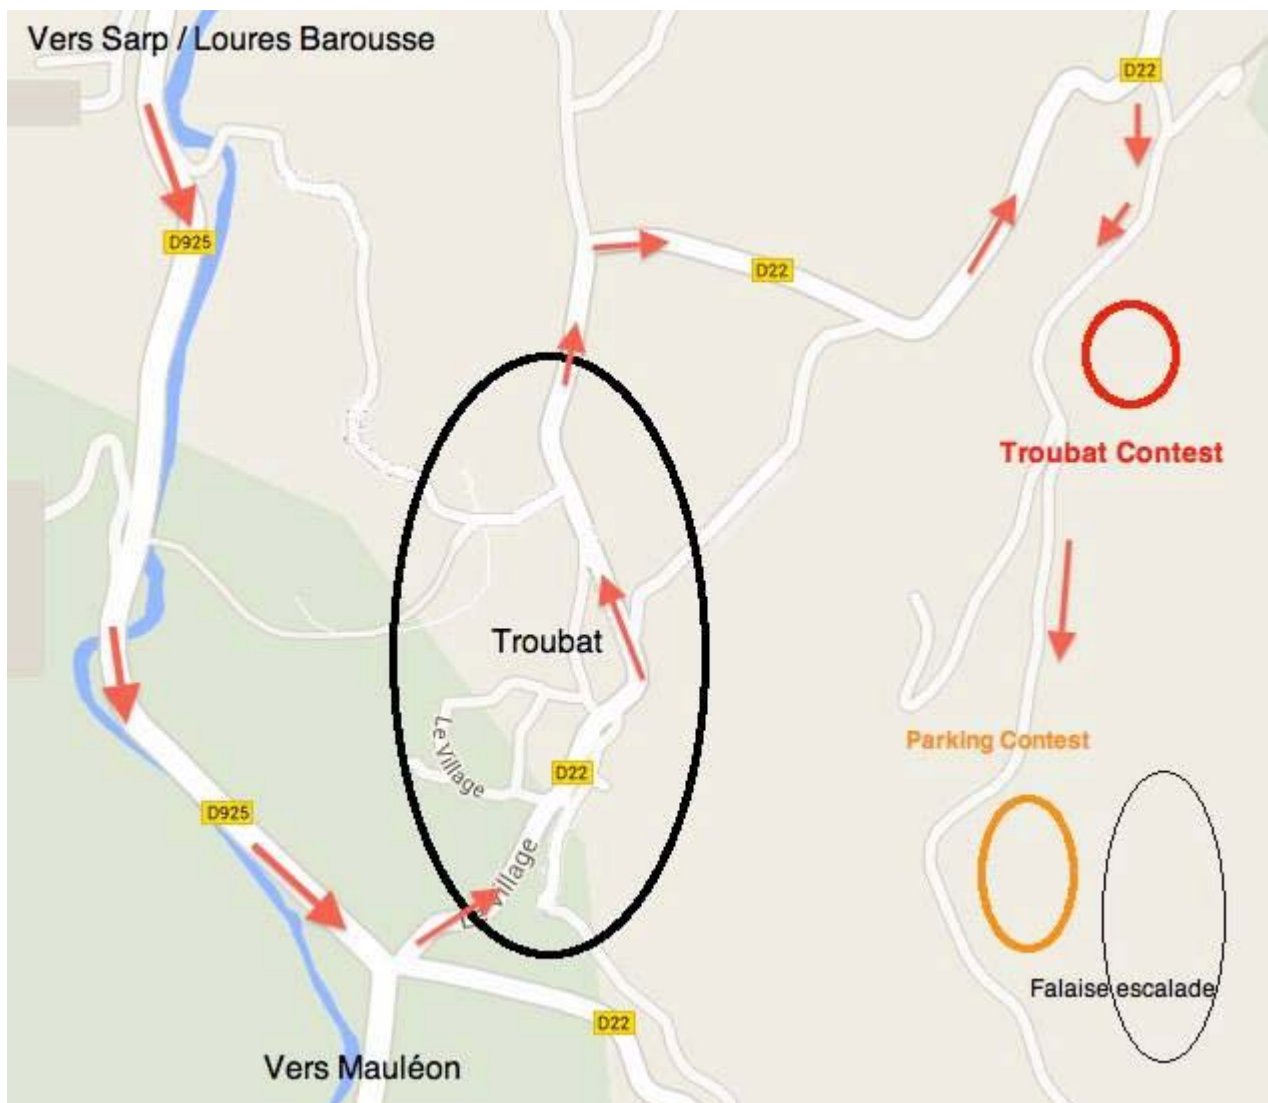 Vers Sarp / Loures Barousse
D22
D925
D22
Troubat Contest
Troubat
Le Village
Parking Contest
D22
D925
Le Village
Falaise escalade
D22
Vers Mauléon